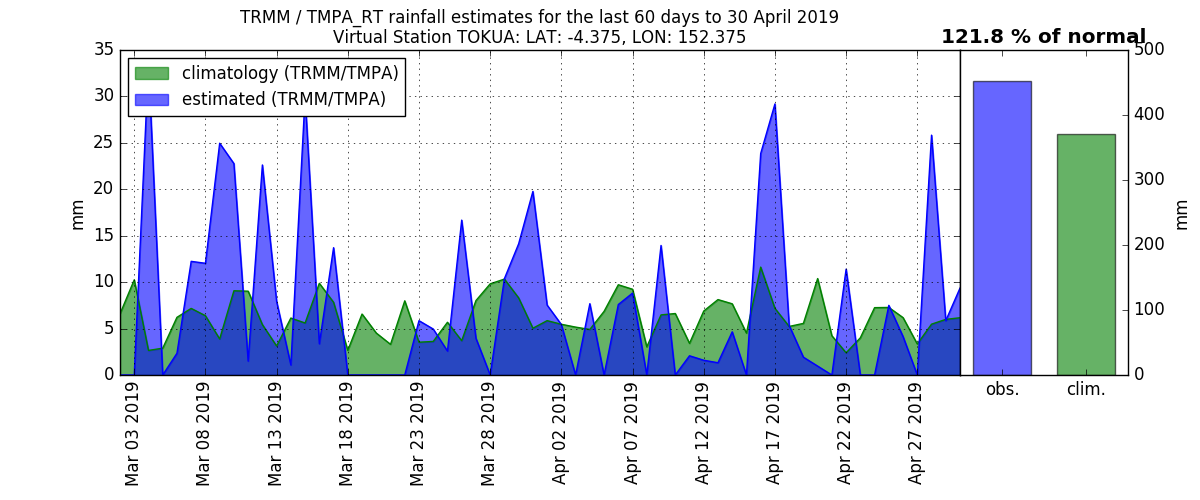 TRMM / TMPA_RT rainfall estimates for the last 60 days to 30 April 2019
Virtual Station TOKUA: LAT: -4.375, LON: 152.375
121.8 % of normal
climatology (TRMM/TMPA)
estimated (TRMM/TMPA)
35
30
25
20
15
10
5
0
mm
500
400
300
200
100
0
mm
obs.
clim.
Mar 03 2019
Mar 08 2019
Mar 13 2019
Mar 18 2019
Mar 23 2019
Mar 28 2019
Apr 02 2019
Apr 07 2019
Apr 12 2019
Apr 17 2019
Apr 22 2019
Apr 27 2019